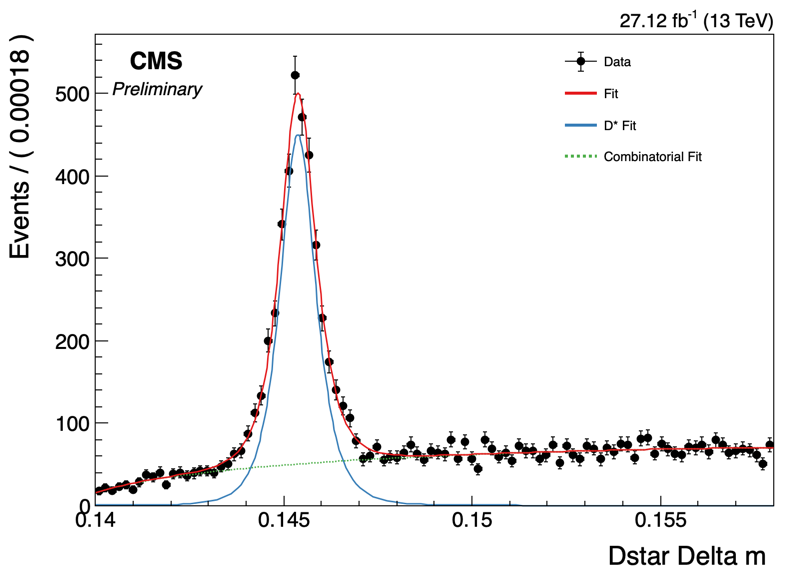 27.12 fb⁻¹ (13 TeV)
CMS
Preliminary
Data
Fit
D* Fit
Combinatorial Fit
Events / ( 0.00018 )
500
400
300
200
100
0
0.14 0.145 0.15 0.155
Dstar Delta m